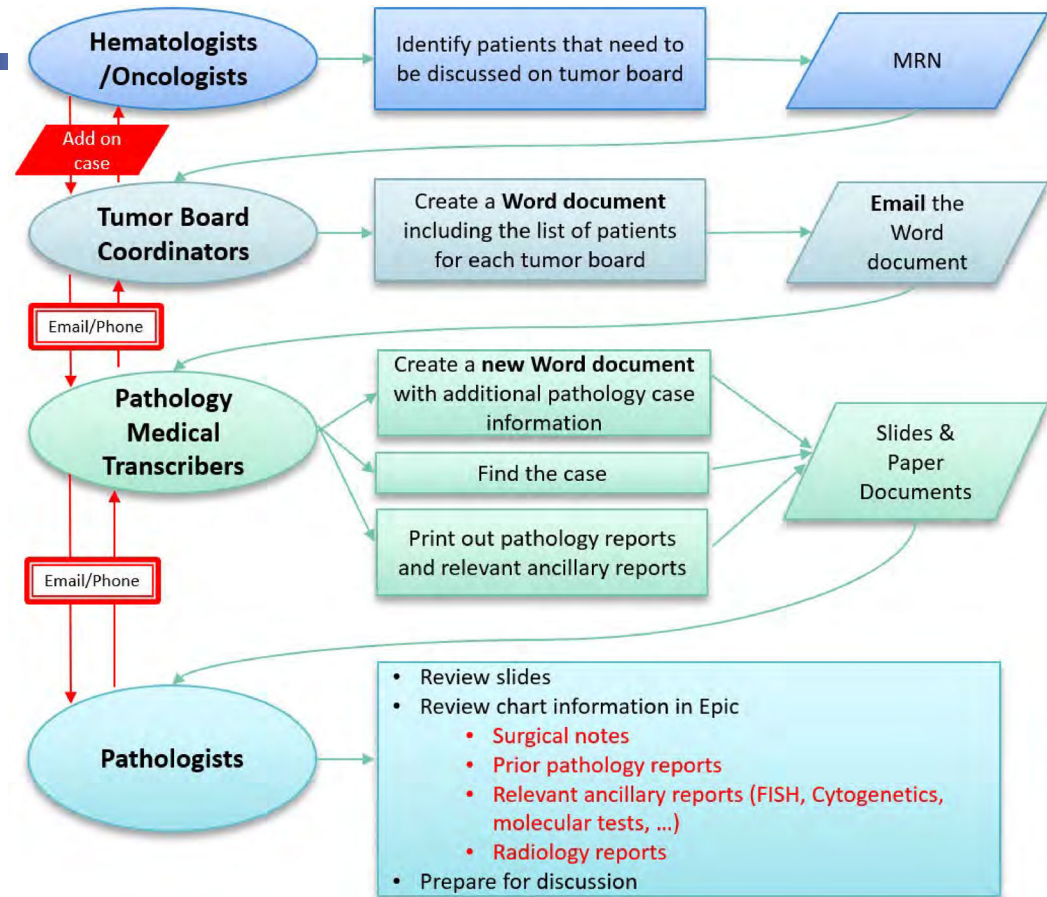 Hematologists
/Oncologists
Identify patients that need to
be discussed on tumor board
MRN
Add on
case
Tumor Board
Coordinators
Create a Word document
including the list of patients
for each tumor board
Email the
Word
document
Email/Phone
Pathology
Medical
Transcribers
Create a new Word document
with additional pathology case
information
Find the case
Print out pathology reports
and relevant ancillary reports
Slides &
Paper
Documents
Email/Phone
Pathologists
• Review slides
• Review chart information in Epic
• Surgical notes
• Prior pathology reports
• Relevant ancillary reports (FISH, Cytogenetics,
molecular tests, ...)
• Radiology reports
• Prepare for discussion